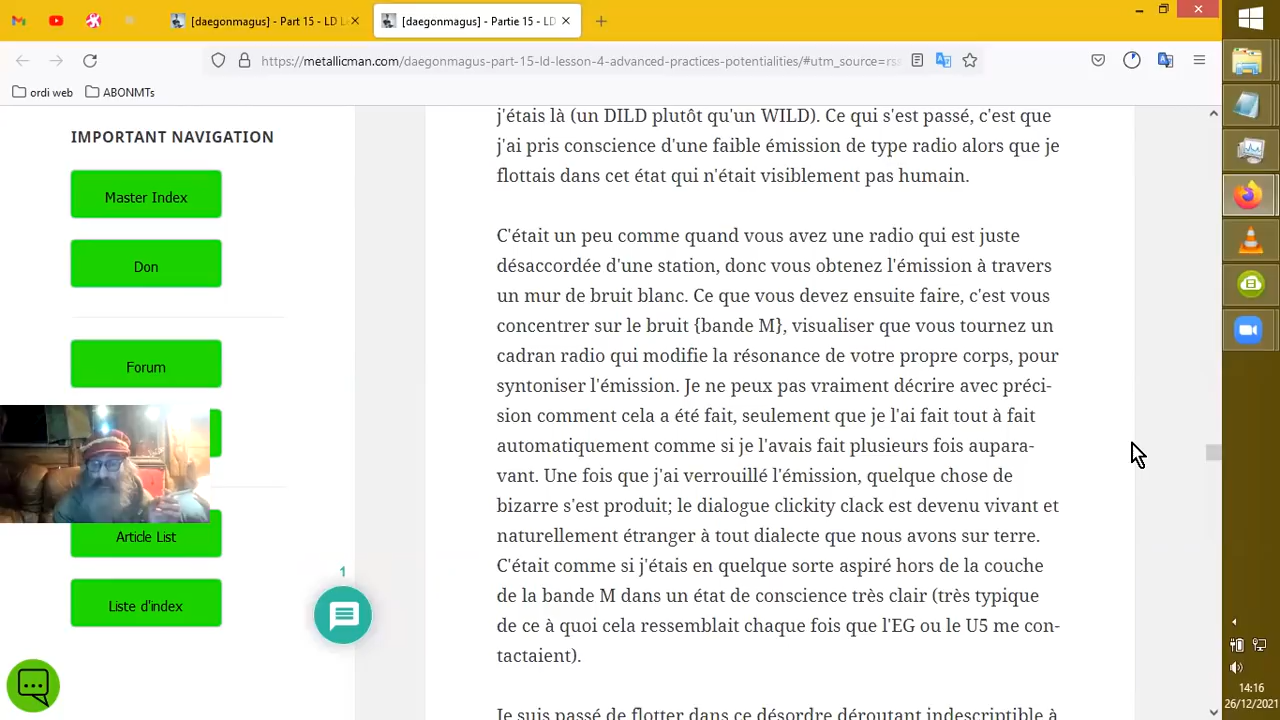 [daegonmagus] - Part 15 - LD Le
[daegonmagus] - Partie 15 - LD
https://metallicman.com/daegonmagus-part-15-ld-lesson-4-advanced-practices-potentialities/#utm_source=rs
ordi web
ABONMTs
IMPORTANT NAVIGATION
Master Index
Don
Forum
Article List
Liste d'index
1
j'étais là (un DILD plutôt qu'un WILD). Ce qui s'est passé, c'est que
j'ai pris conscience d'une faible émission de type radio alors que je
flottais dans cet état qui n'était visiblement pas humain.
C'était un peu comme quand vous avez une radio qui est juste
désaccordée d'une station, donc vous obtenez l'émission à travers
un mur de bruit blanc. Ce que vous devez ensuite faire, c'est vous
concentrer sur le bruit {bande M}, visualiser que vous tournez un
cadran radio qui modifie la résonance de votre propre corps, pour
syntoniser l'émission. Je ne peux pas vraiment décrire avec préci-
sion comment cela a été fait, seulement que je l'ai fait tout à fait
automatiquement comme si je l'avais fait plusieurs fois aupara-
vant. Une fois que j'ai verrouillé l'émission, quelque chose de
bizarre s'est produit; le dialogue clickity clack est devenu vivant et
naturellement étranger à tout dialecte que nous avons sur terre.
C'était comme si j'étais en quelque sorte aspiré hors de la couche
de la bande M dans un état de conscience très clair (très typique
de ce à quoi cela ressemblait chaque fois que l'EG ou le U5 me con-
tactaient).
Je suis passé de flotter dans ce désordre déroutant indescriptible à
14:16
26/12/2021